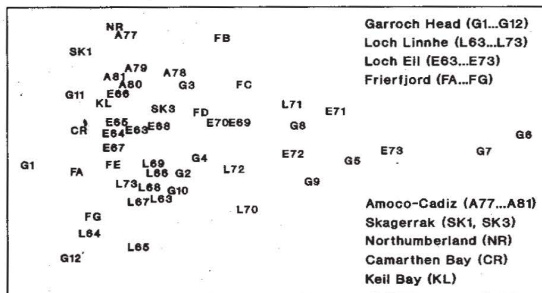 NR
A77 FB Garroch Head (G1...G12)
SK1 Loch Linnhe (L63...L73)
A79 A78 Loch Eil (E63...E73)
A81 A80 G3 FC Frierfjord (FA...FG)
G11 E66
KL SK3 FD L71 E71
CR E65 E63 E68 E70 E69 G8 G6
E64
E67 E72 E73 G7
G1 FE L69 G4 G5
FA L66 G2 L72
L73 L68 G10 G9
L67 L63
FG L70 Amoco-Cadiz (A77...A81)
L64 Skagerrak (SK1, SK3)
L65 Northumberland (NR)
G12 Camarthen Bay (CR)
Keil Bay (KL)